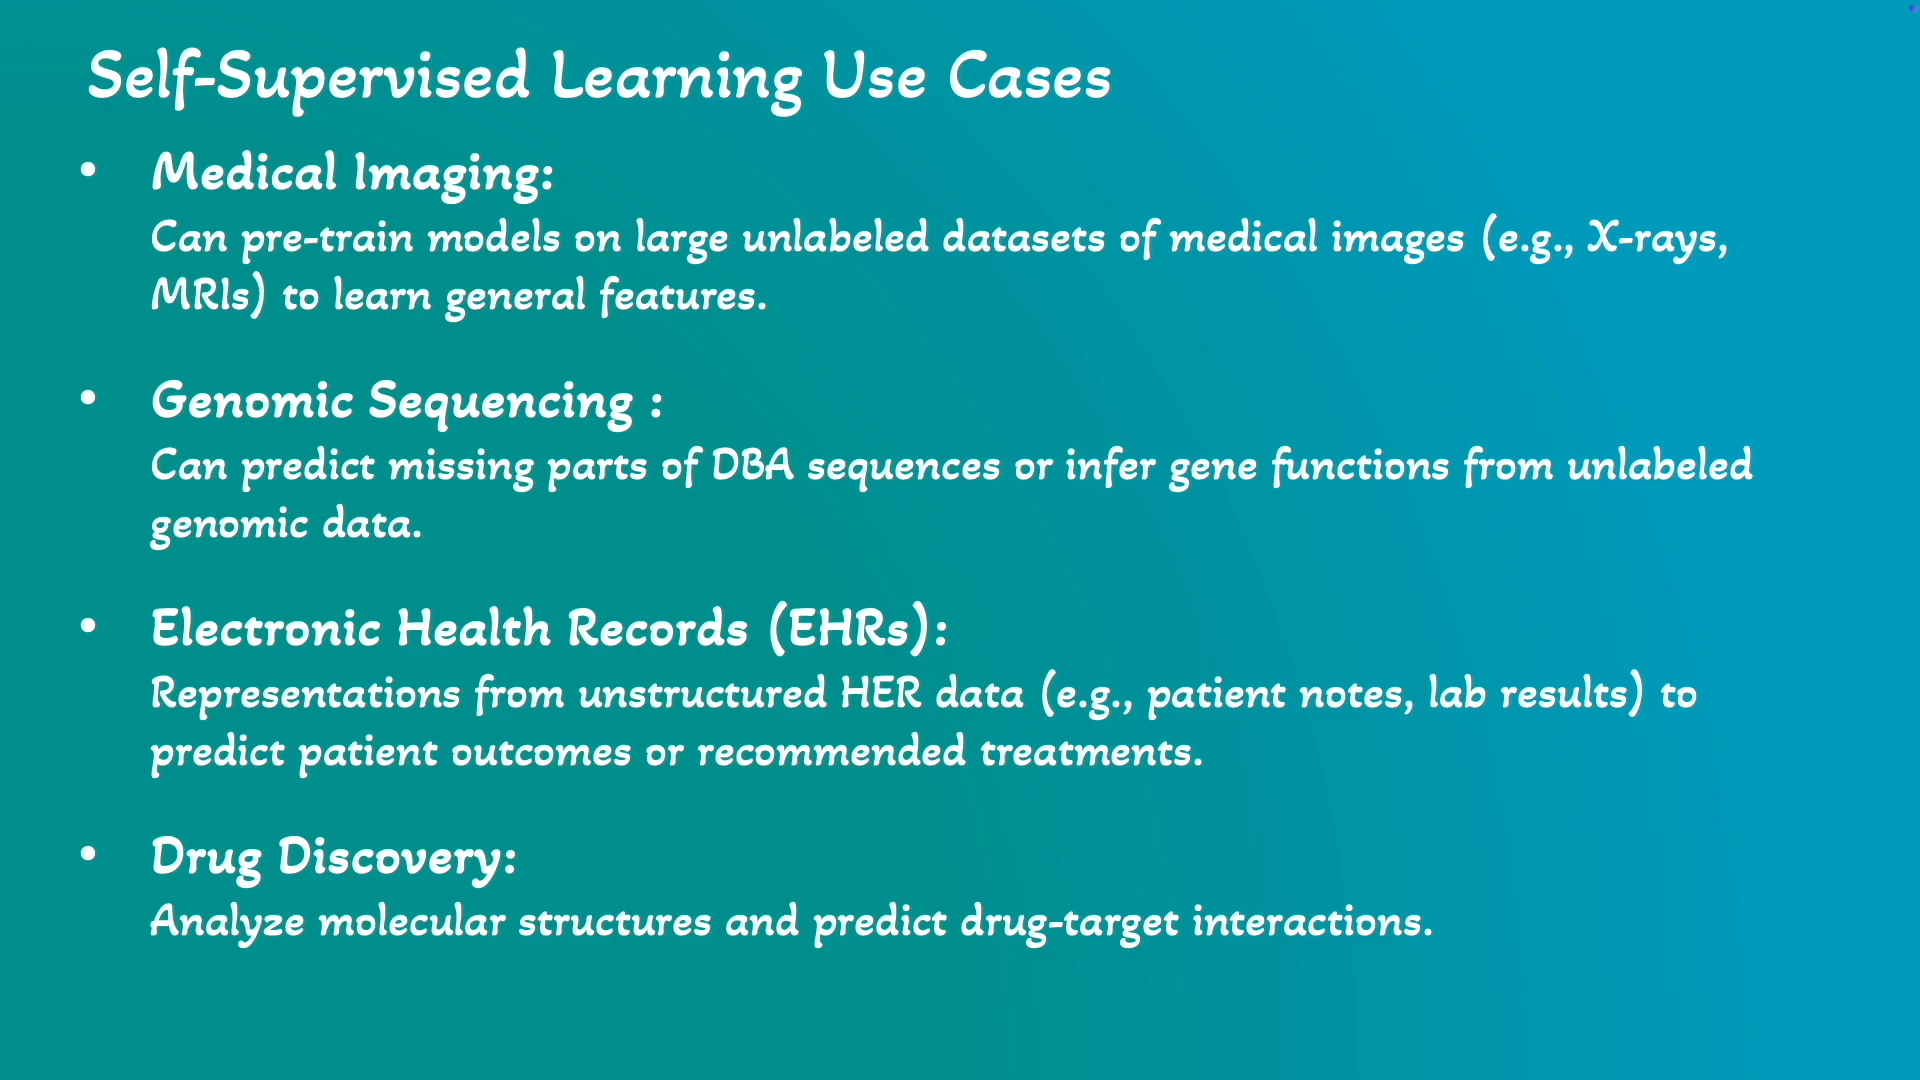 Self-Supervised Learning Use Cases
• Medical Imaging:
Can pre-train models on large unlabeled datasets of medical images (e.g., X-rays,
MRIs) to learn general features.
• Genomic Sequencing :
Can predict missing parts of DBA sequences or infer gene functions from unlabeled
genomic data.
• Electronic Health Records (EHRs):
Representations from unstructured HER data (e.g., patient notes, lab results) to
predict patient outcomes or recommended treatments.
• Drug Discovery:
Analyze molecular structures and predict drug-target interactions.